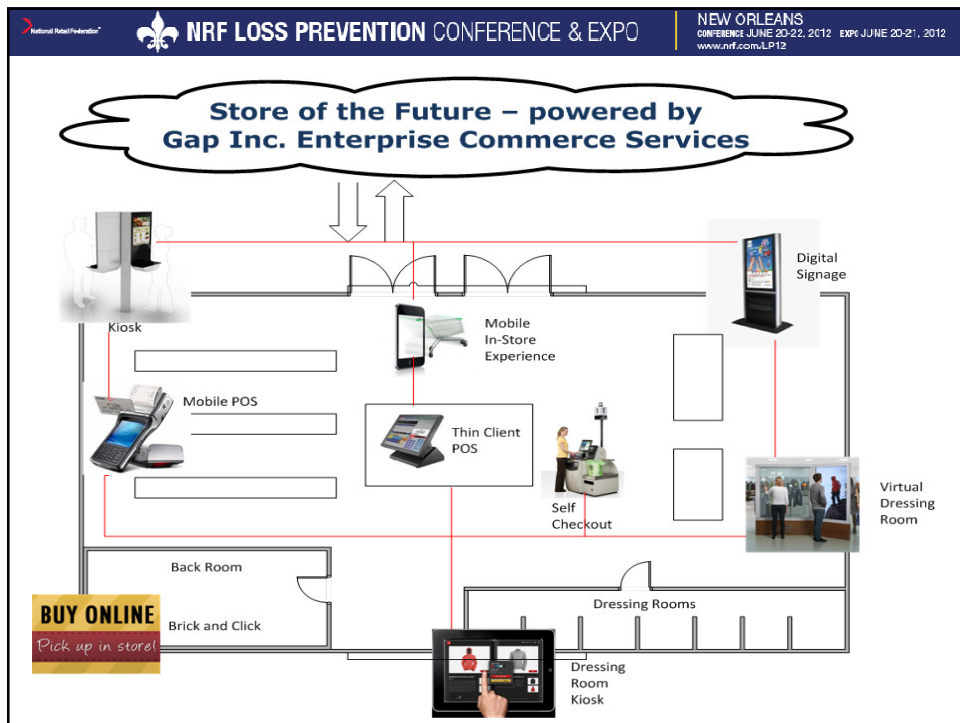 National Retail Federation
NRF LOSS PREVENTION CONFERENCE & EXPO
NEW ORLEANS
CONFERENCE JUNE 20-22, 2012 EXPO JUNE 20-21, 2012
www.nrf.com/LP12
Store of the Future – powered by
Gap Inc. Enterprise Commerce Services
Kiosk
Digital
Signage
Mobile
In-Store
Experience
Mobile POS
Thin Client
POS
Self
Checkout
Virtual
Dressing
Room
Back Room
Brick and Click
BUY ONLINE
Pick up in store!
Dressing Rooms
Dressing
Room
Kiosk